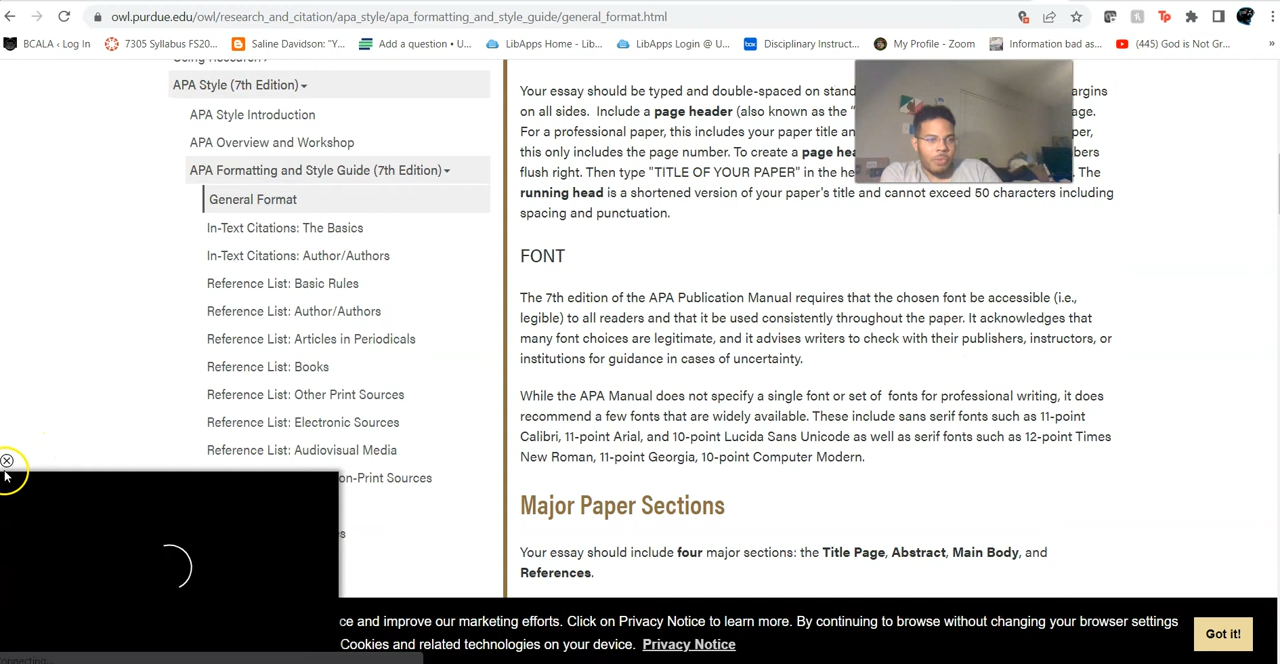 owl.purdue.edu/owl/research_and_citation/apa_style/apa_formatting_and_style_guide/general_format.html
BCALA ‹ Log In
7305 Syllabus FS20...
Saline Davidson: "Y...
Add a question • U...
LibApps Home - Lib...
LibApps Login @ U...
box
Disciplinary Instruct...
My Profile - Zoom
Information bad as...
(445) God is Not Gr...
»
APA Style (7th Edition)
APA Style Introduction
APA Overview and Workshop
APA Formatting and Style Guide (7th Edition)
General Format
In-Text Citations: The Basics
In-Text Citations: Author/Authors
Reference List: Basic Rules
Reference List: Author/Authors
Reference List: Articles in Periodicals
Reference List: Books
Reference List: Other Print Sources
Reference List: Electronic Sources
Reference List: Audiovisual Media
on-Print Sources
Your essay should be typed and double-spaced on
on all sides. Include a page header (also known as the
For a professional paper, this includes your paper title
this only includes the page number. To create a page
flush right. Then type "TITLE OF YOUR PAPER" in the
The
running head is a shortened version of your paper's title and cannot exceed 50 characters including
spacing and punctuation.
FONT
The 7th edition of the APA Publication Manual requires that the chosen font be accessible (i.e.,
legible) to all readers and that it be used consistently throughout the paper. It acknowledges that
many font choices are legitimate, and it advises writers to check with their publishers, instructors, or
institutions for guidance in cases of uncertainty.
While the APA Manual does not specify a single font or set of fonts for professional writing, it does
recommend a few fonts that are widely available. These include sans serif fonts such as 11-point
Calibri, 11-point Arial, and 10-point Lucida Sans Unicode as well as serif fonts such as 12-point Times
New Roman, 11-point Georgia, 10-point Computer Modern.
Major Paper Sections
Your essay should include four major sections: the Title Page, Abstract, Main Body, and
References.
ce and improve our marketing efforts. Click on Privacy Notice to learn more. By continuing to browse without changing your browser settings
Cookies and related technologies on your device. Privacy Notice
Got it!